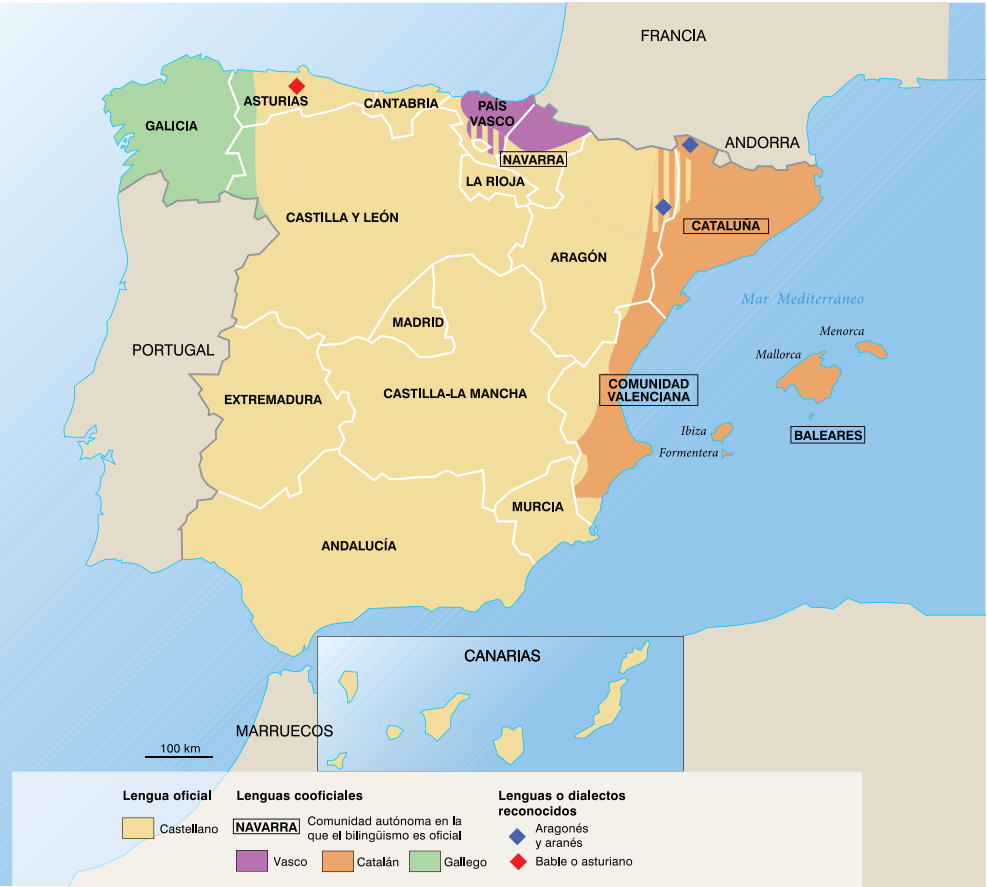 FRANCIA
ASTURIAS
CANTABRIA
PAÍS
VASCO
GALICIA
ANDORRA
NAVARRA
LA RIOJA
CASTILLA Y LEÓN
CATALUÑA
ARAGÓN
Mar Mediterráneo
MADRID
Menorca
PORTUGAL
Mallorca
EXTREMADURA
CASTILLA-LA MANCHA
COMUNIDAD
VALENCIANA
Ibiza
BALEARES
Formentera
MURCIA
ANDALUCÍA
CANARIAS
MARRUECOS
100 km
Lengua oficial
Castellano
Lenguas cooficiales
NAVARRA
Comunidad autónoma en la
que el bilingüismo es oficial
Vasco
Catalán
Gallego
Lenguas o dialectos
reconocidos
Aragonés
y aranés
Bable o asturiano